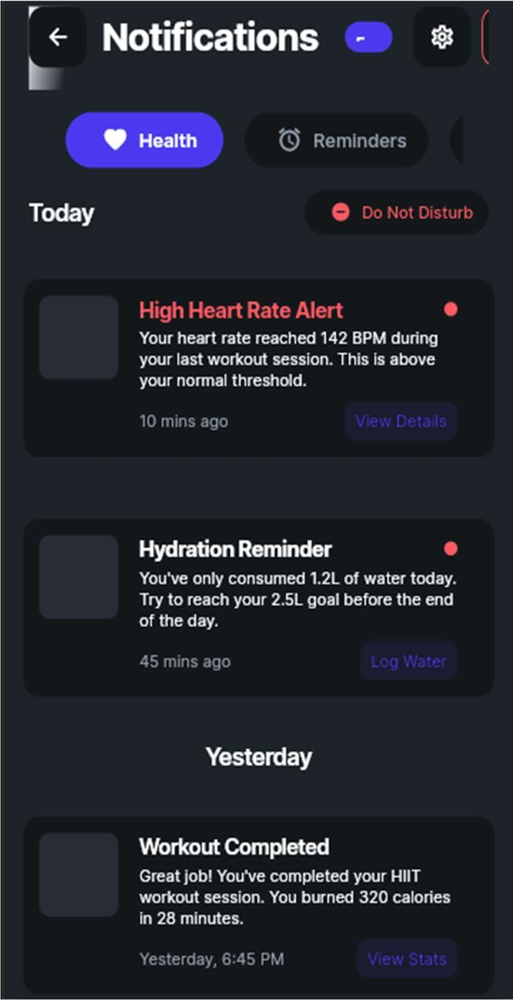 Notifications
Health
Reminders
Today
Do Not Disturb
High Heart Rate Alert
Your heart rate reached 142 BPM during
your last workout session. This is above
your normal threshold.
10 mins ago
View Details
Hydration Reminder
You've only consumed 1.2L of water today.
Try to reach your 2.5L goal before the end
of the day.
45 mins ago
Log Water
Yesterday
Workout Completed
Great job! You've completed your HIIT
workout session. You burned 320 calories
in 28 minutes.
Yesterday, 6:45 PM
View Stats